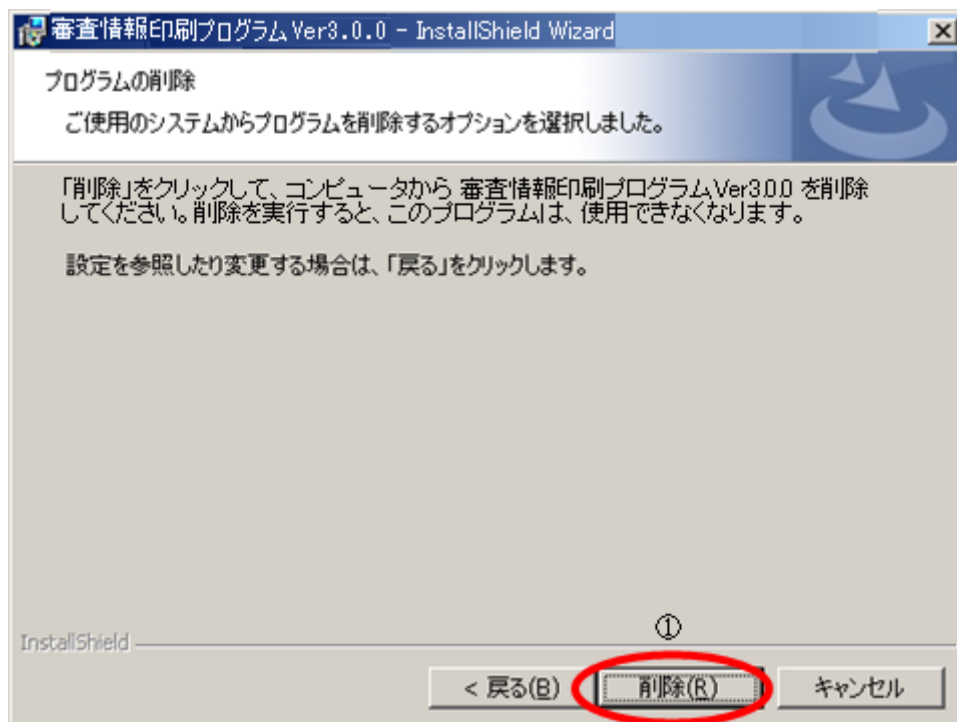 審査情報印刷プログラムVer3.0.0 - InstallShield Wizard
プログラムの削除
ご使用のシステムからプログラムを削除するオプションを選択しました。
「削除」をクリックして、コンピュータから 審査情報印刷プログラムVer3.0.0 を削除
してください。削除を実行すると、このプログラムは、使用できなくなります。
設定を参照したり変更する場合は、「戻る」をクリックします。
①
InstallShield
< 戻る(B) 削除(R) キャンセル